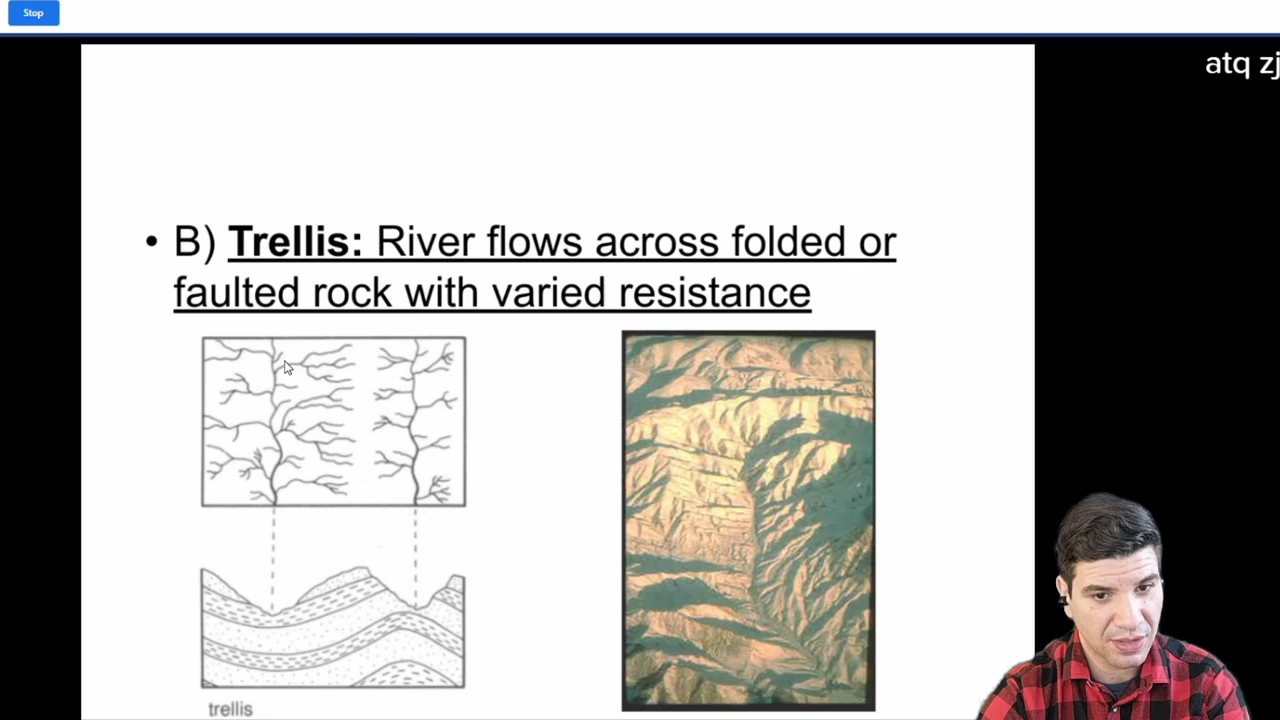 Stop
atq zj
• B) Trellis: River flows across folded or
faulted rock with varied resistance
trellis